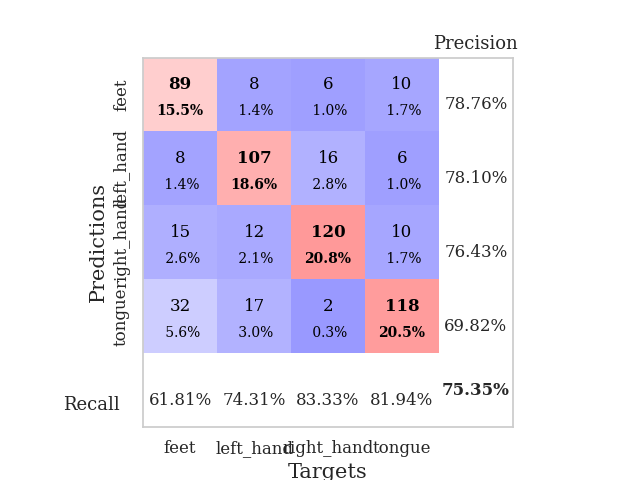 Precision
feet 89 8 6 10 78.76%
15.5% 1.4% 1.0% 1.7%
left_hand 8 107 16 6 78.10%
1.4% 18.6% 2.8% 1.0%
right_hand 15 12 120 10 76.43%
2.6% 2.1% 20.8% 1.7%
tongue 32 17 2 118 69.82%
5.6% 3.0% 0.3% 20.5%
Predictions
Recall 61.81% 74.31% 83.33% 81.94% 75.35%
feet left_hand right_hand tongue
Targets